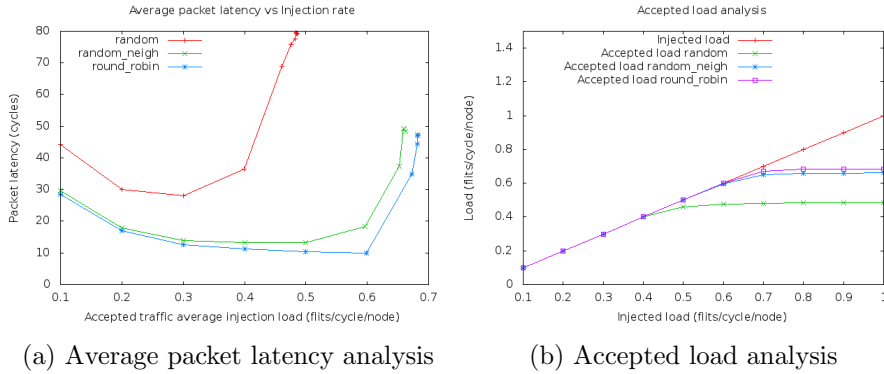 Average packet latency vs Injection rate
random
random_neigh
round_robin
Packet latency (cycles)
80
70
60
50
40
30
20
10
0
0.1 0.2 0.3 0.4 0.5 0.6 0.7
Accepted traffic average injection load (flits/cycle/node)
(a) Average packet latency analysis
Accepted load analysis
Injected load
Accepted load random
Accepted load random_neigh
Accepted load round_robin
Load (flits/cycle/node)
1.4
1.2
1
0.8
0.6
0.4
0.2
0
0.1 0.2 0.3 0.4 0.5 0.6 0.7 0.8 0.9 1
Injected load (flits/cycle/node)
(b) Accepted load analysis